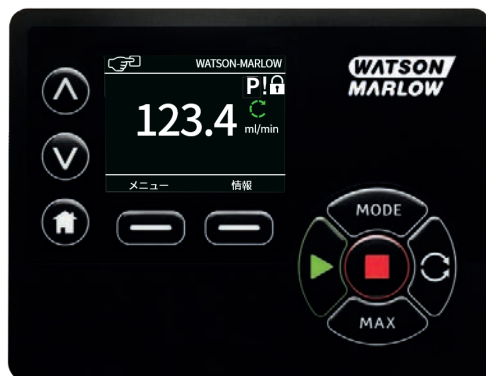 WATSON-MARLOW
P!
123.4
ml/min
メニュー 情報
WATSON
MARLOW
MODE
MAX